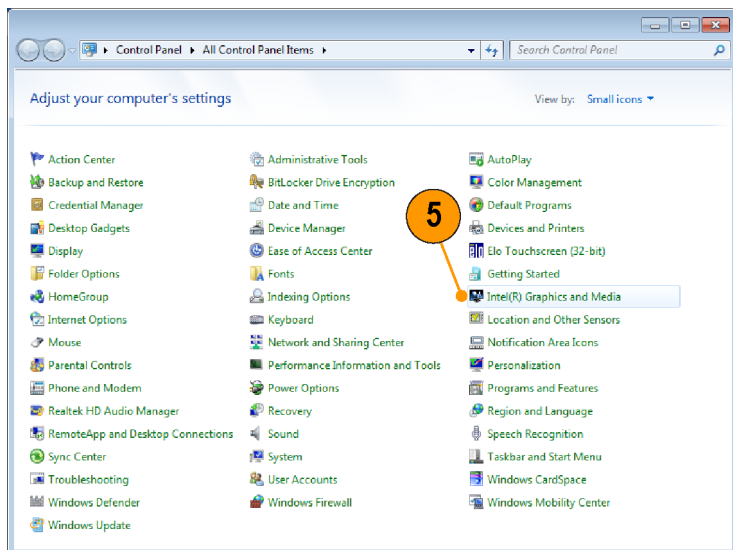 Control Panel All Control Panel Items Search Control Panel
Adjust your computer's settings View by: Small icons
Action Center Administrative Tools AutoPlay
Backup and Restore BitLocker Drive Encryption Color Management
Credential Manager Date and Time Default Programs
5
Desktop Gadgets Device Manager Devices and Printers
Display Ease of Access Center Elo Touchscreen (32-bit)
Folder Options Fonts Getting Started
HomeGroup Indexing Options Intel(R) Graphics and Media
Internet Options Keyboard Location and Other Sensors
Mouse Network and Sharing Center Notification Area Icons
Parental Controls Performance Information and Tools Personalization
Phone and Modem Power Options Programs and Features
Realtek HD Audio Manager Recovery Region and Language
RemoteApp and Desktop Connections Sound Speech Recognition
Sync Center System Taskbar and Start Menu
Troubleshooting User Accounts Windows CardSpace
Windows Defender Windows Firewall Windows Mobility Center
Windows Update